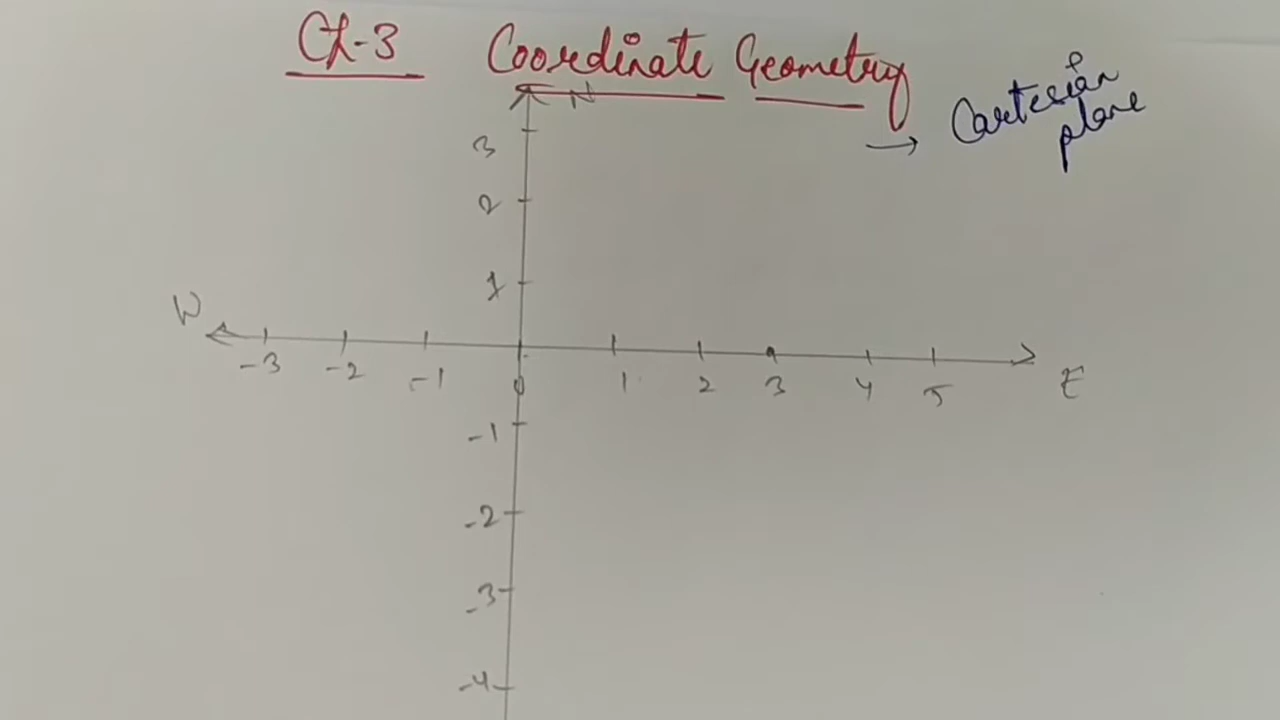 Ch-3 Coordinate Geometry
N
→ Cartesian
plane
3
2
1
W
-3 -2 -1 0 1 2 3 4 5 E
-1
-2
-3
-4